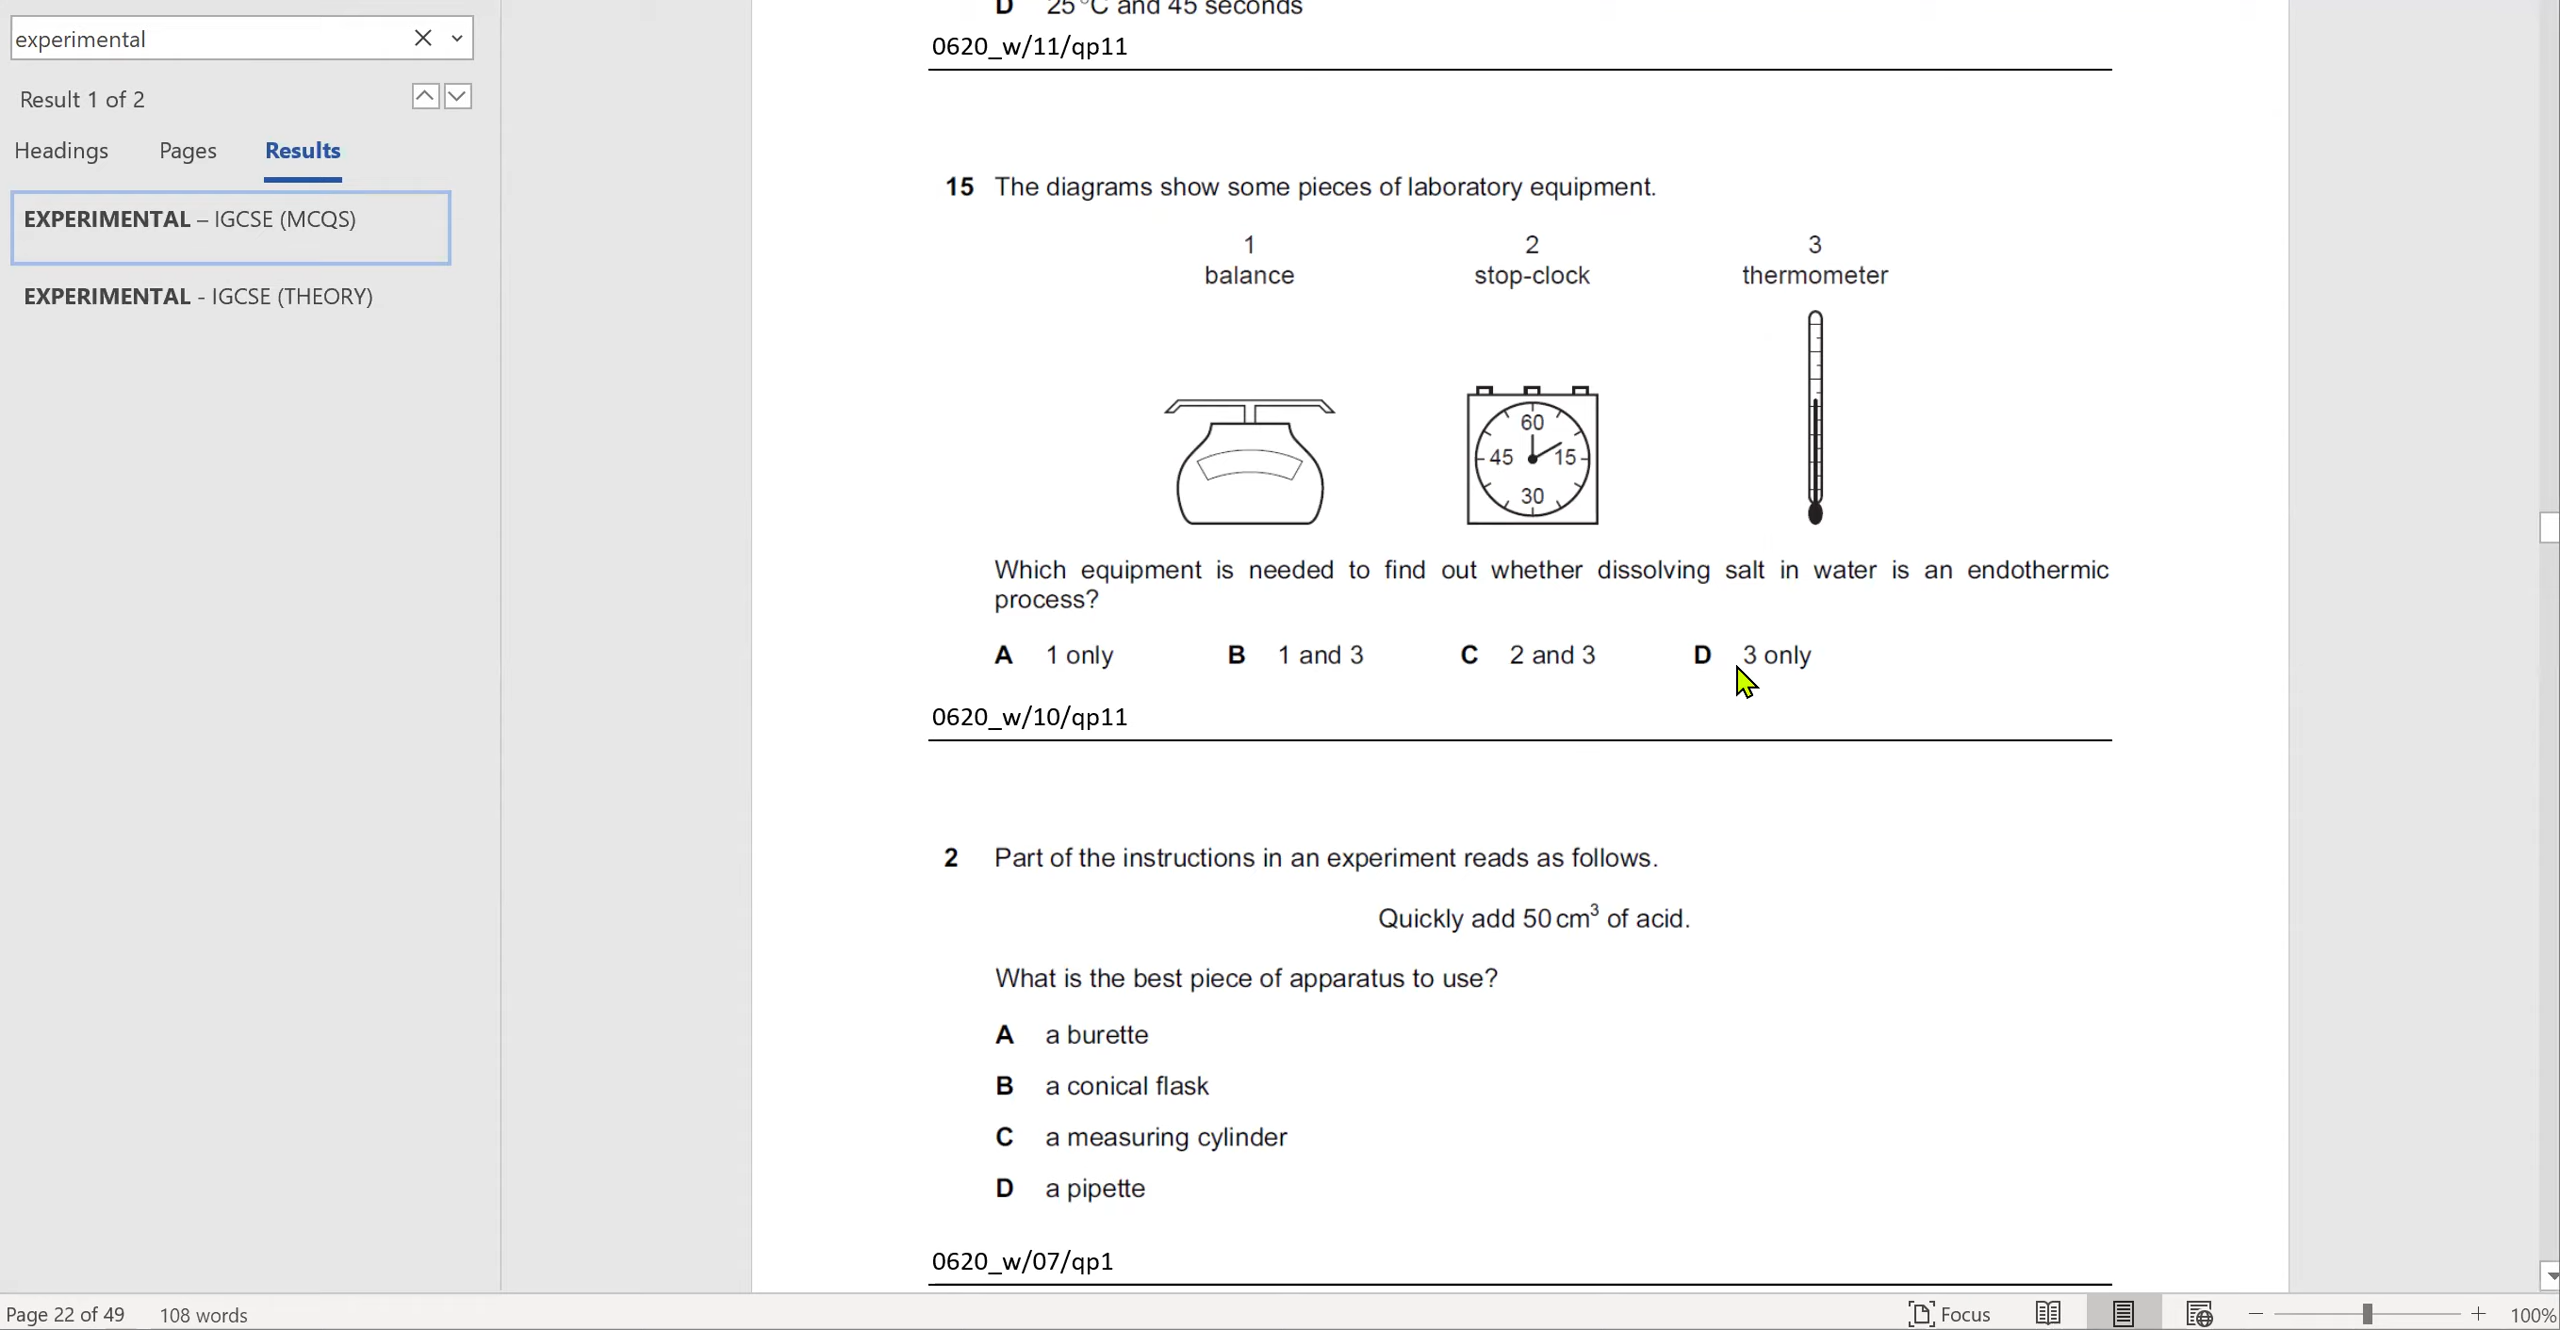 experimental
Result 1 of 2
Headings Pages Results
EXPERIMENTAL – IGCSE (MCQS)
EXPERIMENTAL - IGCSE (THEORY)
D 25 °C and 45 seconds
0620_w/11/qp11
15 The diagrams show some pieces of laboratory equipment.
1 2 3
balance stop-clock thermometer
60
45 15
30
Which equipment is needed to find out whether dissolving salt in water is an endothermic
process?
A 1 only B 1 and 3 C 2 and 3 D 3 only
0620_w/10/qp11
2 Part of the instructions in an experiment reads as follows.
Quickly add 50 cm³ of acid.
What is the best piece of apparatus to use?
A a burette
B a conical flask
C a measuring cylinder
D a pipette
0620_w/07/qp1
Page 22 of 49 108 words Focus 100%